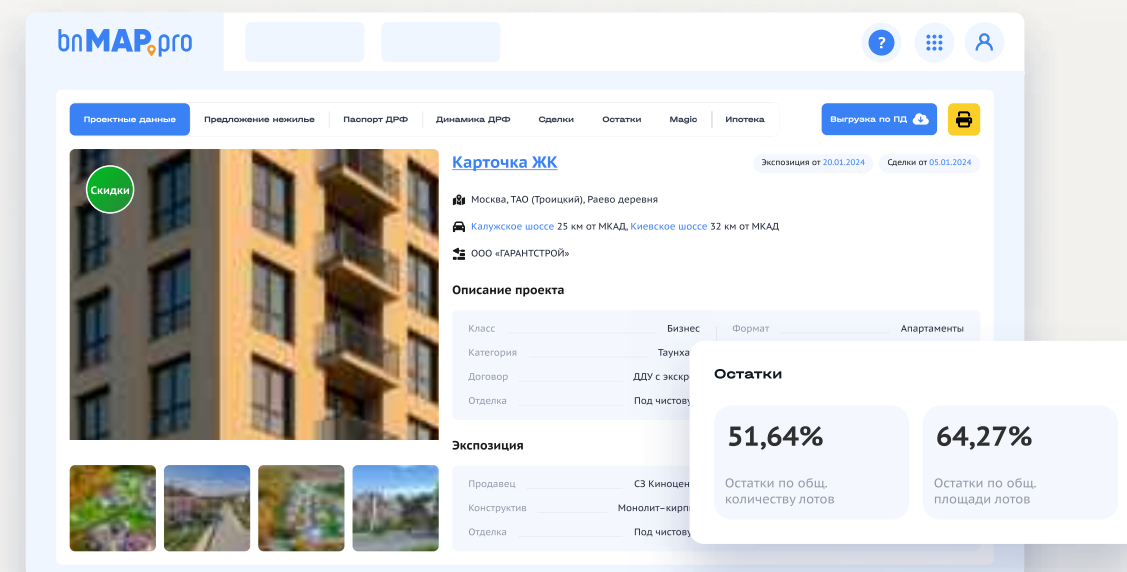 bnMAP.pro
?
Проектные данные
Предложение нежилье
Паспорт ДРФ
Динамика ДРФ
Сделки
Остатки
Magic
Ипотека
Выгрузка по ПД
Скидки
Карточка ЖК
Экспозиция от 20.01.2024
Сделки от 05.01.2024
Москва, ТАО (Троицкий), Раево деревня
Калужское шоссе 25 км от МКАД, Киевское шоссе 32 км от МКАД
ООО «ГАРАНТСТРОЙ»
Описание проекта
Класс Бизнес
Формат Апартаменты
Категория Таунха
Договор ДДУ с экскр
Отделка Под чистову
Экспозиция
Продавец СЗ Киноцен
Конструктив Монолит-кирп
Отделка Под чистову
Остатки
51,64%
Остатки по общ.
количеству лотов
64,27%
Остатки по общ.
площади лотов